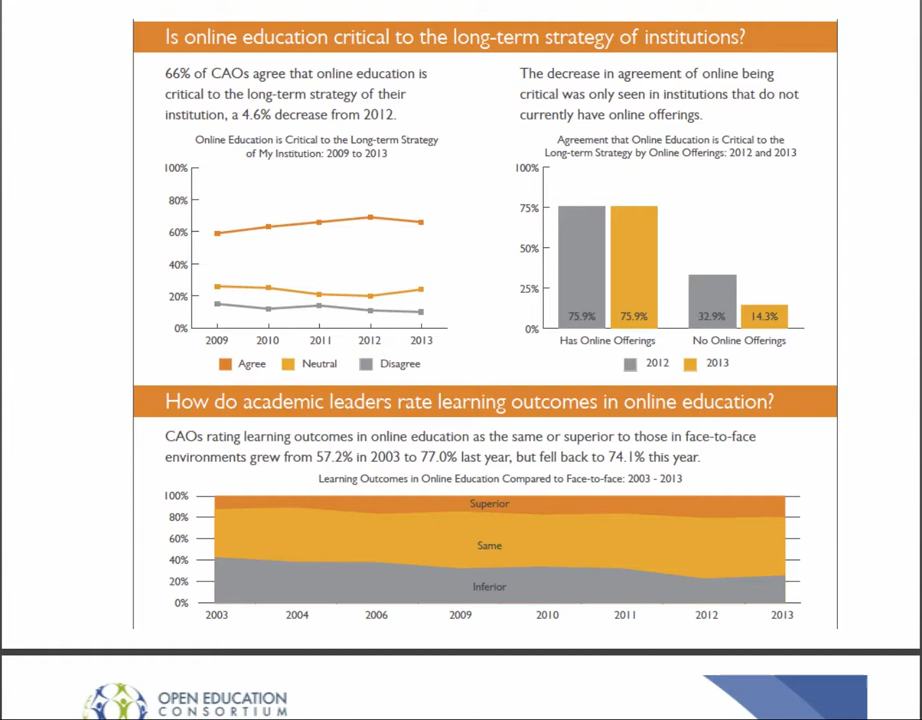 Is online education critical to the long-term strategy of institutions?
66% of CAOs agree that online education is
critical to the long-term strategy of their
institution, a 4.6% decrease from 2012.
Online Education is Critical to the Long-term Strategy
of My Institution: 2009 to 2013
100%
80%
60%
40%
20%
0%
2009 2010 2011 2012 2013
Agree Neutral Disagree
The decrease in agreement of online being
critical was only seen in institutions that do not
currently have online offerings.
Agreement that Online Education is Critical to the
Long-term Strategy by Online Offerings: 2012 and 2013
100%
75%
50%
25%
0%
75.9% 75.9% 32.9% 14.3%
Has Online Offerings No Online Offerings
2012 2013
How do academic leaders rate learning outcomes in online education?
CAOs rating learning outcomes in online education as the same or superior to those in face-to-face
environments grew from 57.2% in 2003 to 77.0% last year, but fell back to 74.1% this year.
Learning Outcomes in Online Education Compared to Face-to-face: 2003 - 2013
100%
80%
60%
40%
20%
0%
Superior
Same
Inferior
2003 2004 2006 2009 2010 2011 2012 2013
OPEN EDUCATION
CONSORTIUM